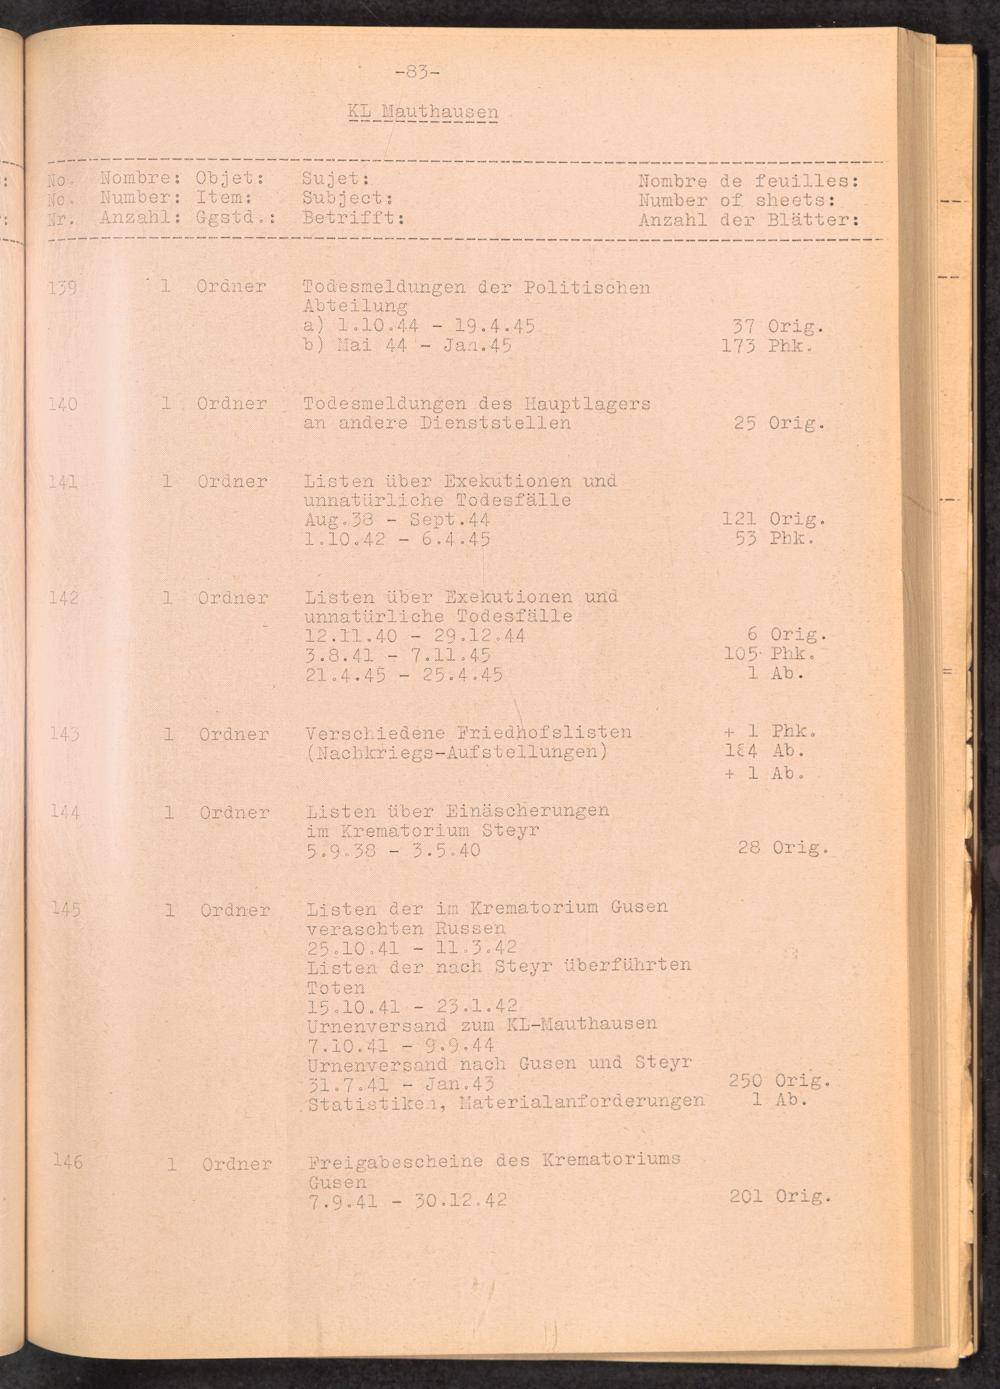 -83-
KL Mauthausen
No. Nombre: Objet: Sujet: Nombre de feuilles:
No. Number: Item: Subject: Number of sheets:
Nr. Anzahl: Ggstd.: Betrifft: Anzahl der Blätter:
139 1 Ordner Todesmeldungen der Politischen
Abteilung
a) 1.10.44 - 19.4.45 37 Orig.
b) Mai 44 - Jan.45 173 Phk.
140 1 Ordner Todesmeldungen des Hauptlagers
an andere Dienststellen 25 Orig.
141 1 Ordner Listen über Exekutionen und
unnatürliche Todesfälle
Aug.38 - Sept.44 121 Orig.
1.10.42 - 6.4.45 53 Phk.
142 1 Ordner Listen über Exekutionen und
unnatürliche Todesfälle
12.11.40 - 29.12.44 6 Orig.
3.8.41 - 7.11.45 105 Phk.
21.4.45 - 25.4.45 1 Ab.
143 1 Ordner Verschiedene Friedhofslisten + 1 Phk.
(Nachkriegs-Aufstellungen) 184 Ab.
+ 1 Ab.
144 1 Ordner Listen über Einäscherungen
im Krematorium Steyr
5.9.38 - 3.5.40 28 Orig.
145 1 Ordner Listen der im Krematorium Gusen
veraschten Russen
25.10.41 - 11.3.42
Listen der nach Steyr überführten
Toten
15.10.41 - 23.1.42
Urnenversand zum KL-Mauthausen
7.10.41 - 9.9.44
Urnenversand nach Gusen und Steyr
31.7.41 - Jan.43 250 Orig.
Statistiken, Materialanforderungen 1 Ab.
146 1 Ordner Freigabescheine des Krematoriums
Gusen
7.9.41 - 30.12.42 201 Orig.